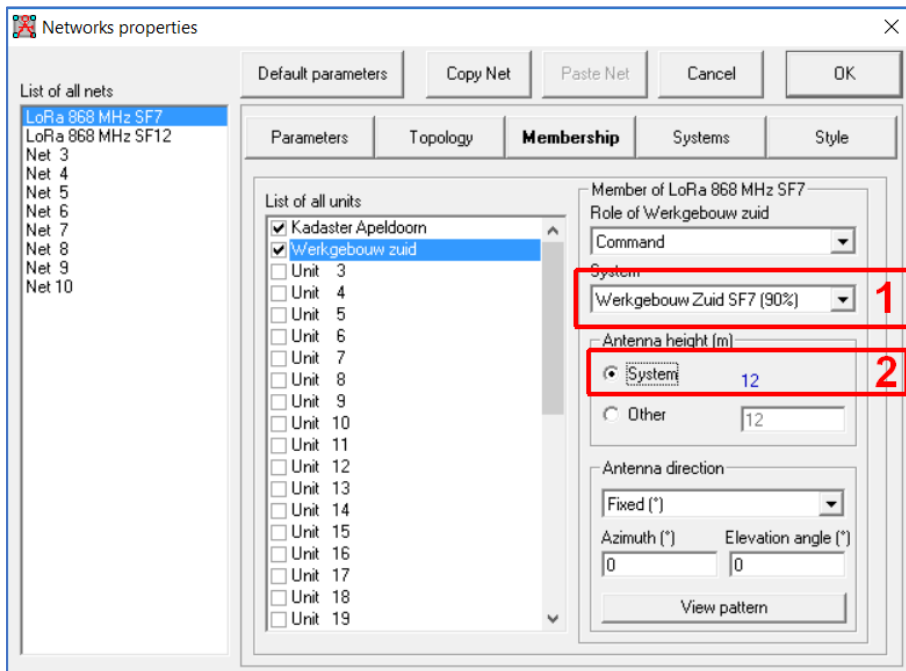 Networks properties
Default parameters
Copy Net
Paste Net
Cancel
OK
List of all nets
LoRa 868 MHz SF7
LoRa 868 MHz SF12
Net 3
Net 4
Net 5
Net 6
Net 7
Net 8
Net 9
Net 10
Parameters
Topology
Membership
Systems
Style
List of all units
Kadaster Apeldoorn
Werkgebouw zuid
Unit 3
Unit 4
Unit 5
Unit 6
Unit 7
Unit 8
Unit 9
Unit 10
Unit 11
Unit 12
Unit 13
Unit 14
Unit 15
Unit 16
Unit 17
Unit 18
Unit 19
Member of LoRa 868 MHz SF7
Role of Werkgebouw zuid
Command
System
Werkgebouw Zuid SF7 (90%)
1
Antenna height (m)
System 12
2
Other 12
Antenna direction
Fixed (°)
Azimuth (°) Elevation angle (°)
0 0
View pattern